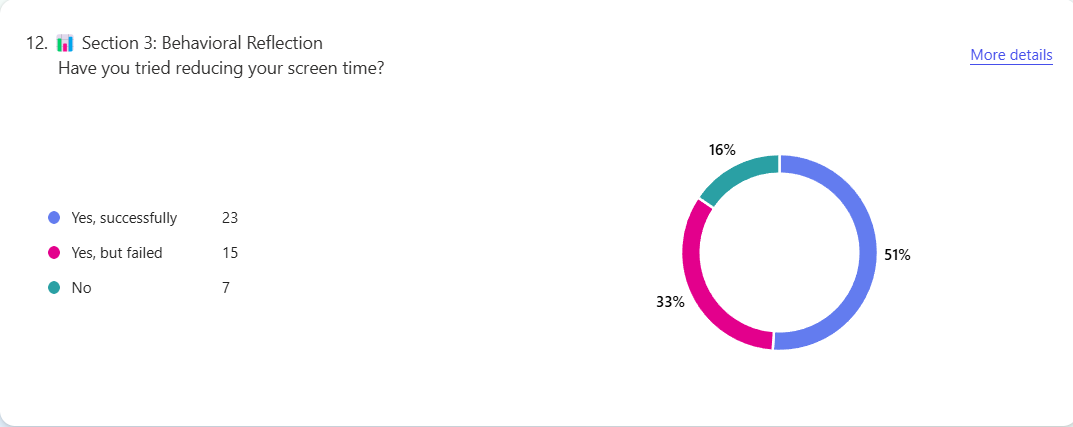 12. 📊 Section 3: Behavioral Reflection
Have you tried reducing your screen time?
More details
Yes, successfully 23
Yes, but failed 15
No 7
16%
51%
33%